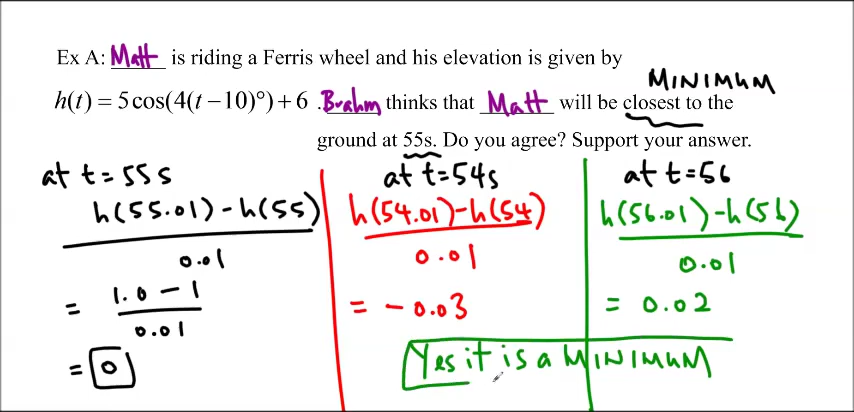 Ex A: Matt is riding a Ferris wheel and his elevation is given by
MINIMUM
h(t) = 5cos(4(t−10)°)+6 . Brahm thinks that Matt will be closest to the
ground at 55s. Do you agree? Support your answer.
at t=55s
h(55.01)-h(55)
0.01
= 1.0 - 1
0.01
= 0
at t=54s
h(54.01)-h(54)
0.01
= -0.03
at t=56
h(56.01)-h(56)
0.01
= 0.02
Yes it is a MINIMUM